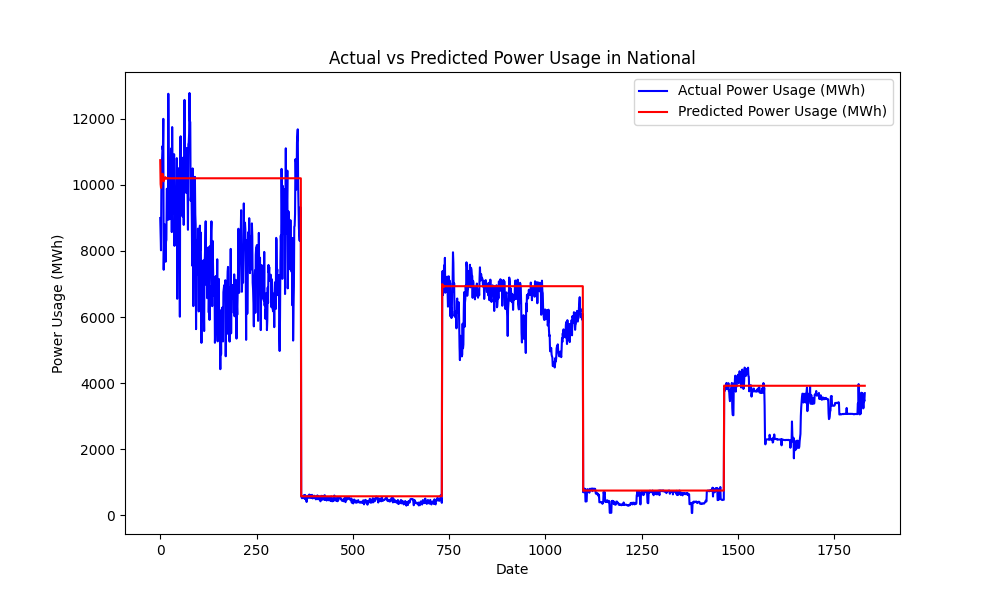 Actual vs Predicted Power Usage in National
Actual Power Usage (MWh)
Predicted Power Usage (MWh)
Power Usage (MWh)
12000
10000
8000
6000
4000
2000
0
0 250 500 750 1000 1250 1500 1750
Date